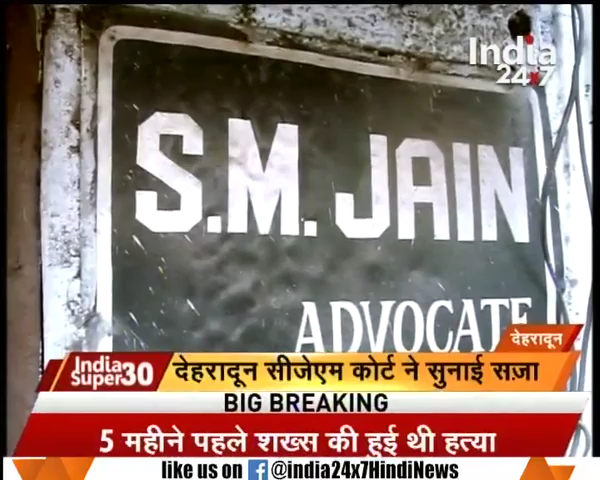 India
24x7
S.M. JAIN
ADVOCATE
देहरादून
India
Super30
देहरादून सीजेएम कोर्ट ने सुनाई सज़ा
BIG BREAKING
5 महीने पहले शख्स की हुई थी हत्या
like us on f @india24x7HindiNews